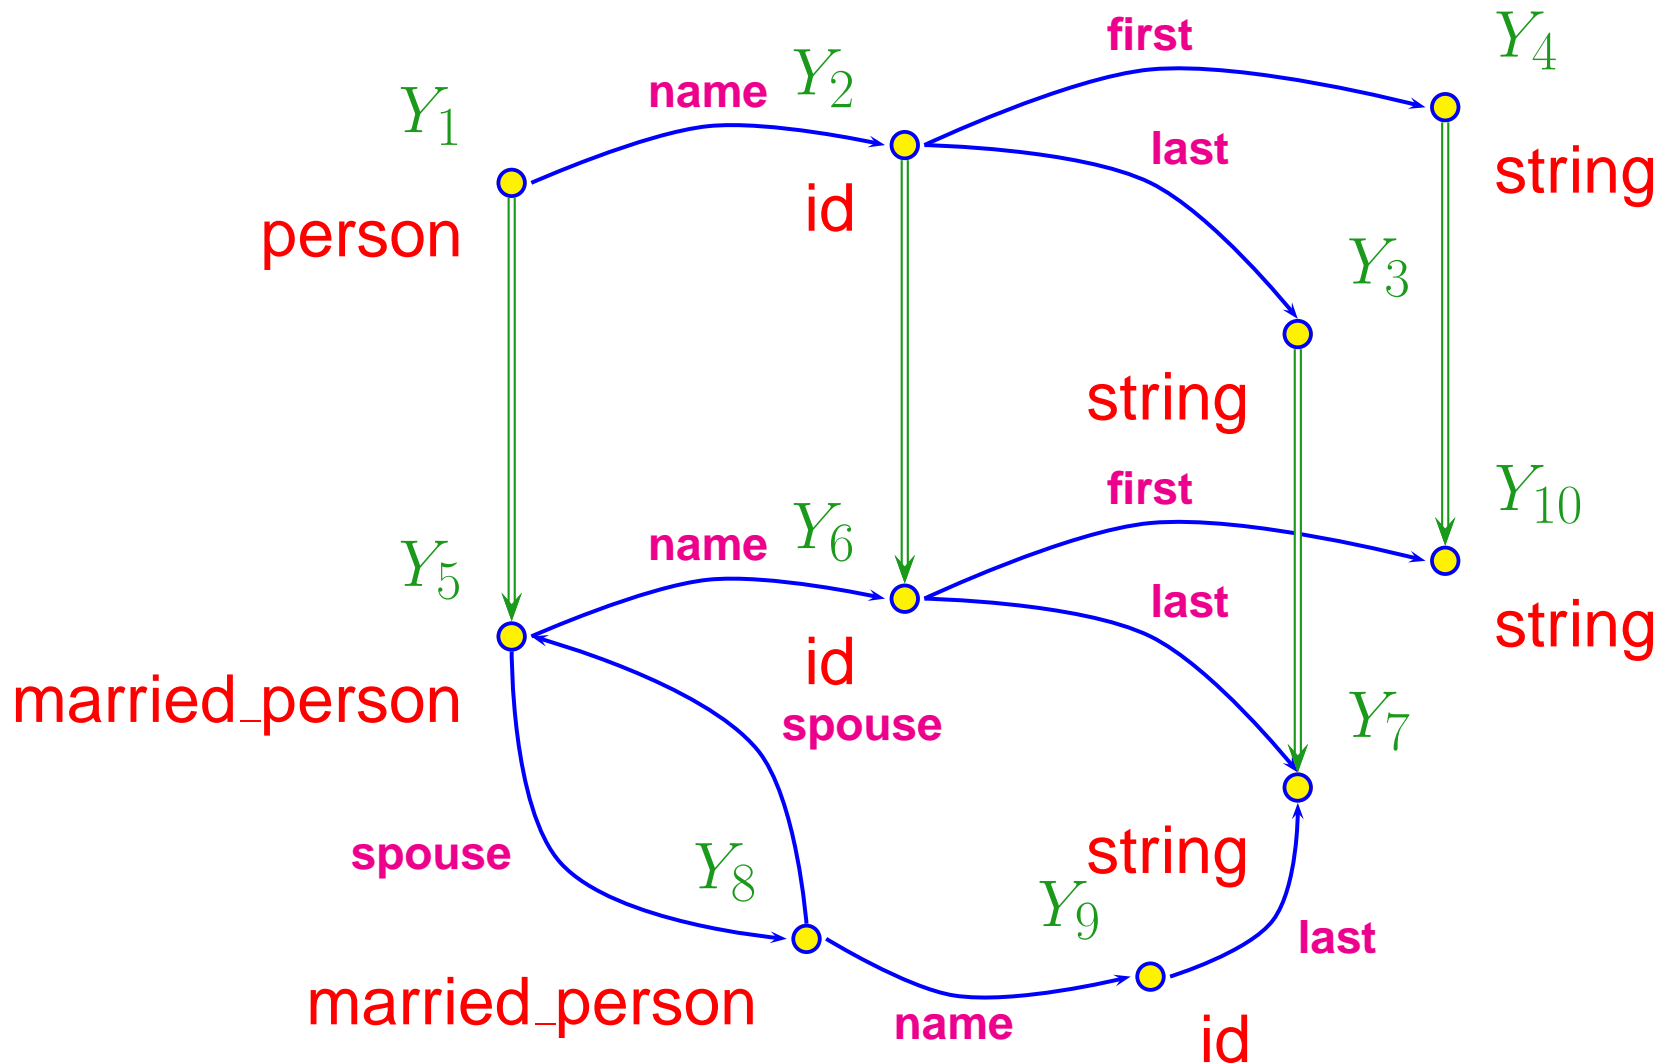 first
Y4
Y2
name
Y1
last
string
id
person
Y3
string
first
Y10
Y6
name
Y5
last
string
id
married_person
spouse
Y7
string
spouse
Y8
Y9
last
married_person
name
id